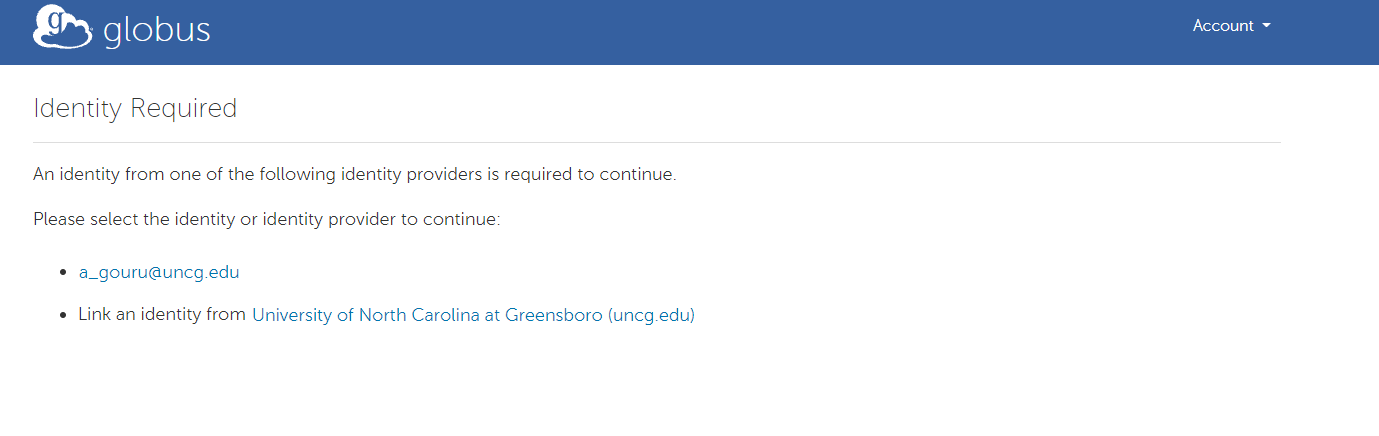 globus
Account
Identity Required
An identity from one of the following identity providers is required to continue.
Please select the identity or identity provider to continue:
a_gouru@uncg.edu
Link an identity from University of North Carolina at Greensboro (uncg.edu)